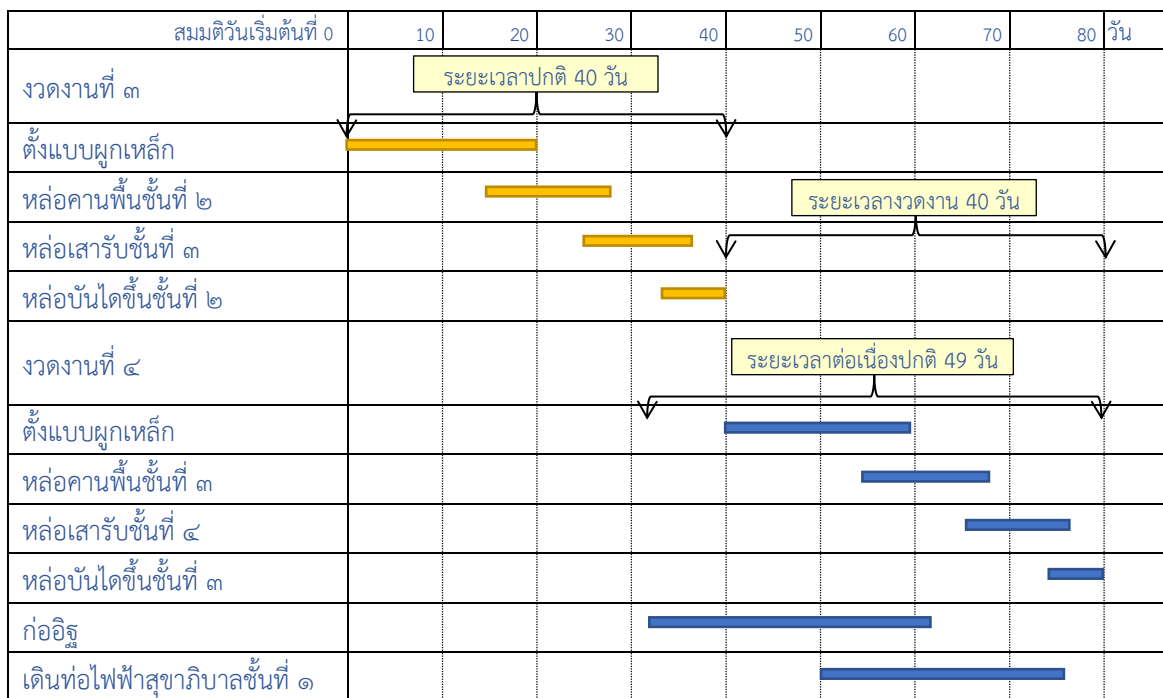 สมมติวันเริ่มต้นที่ 0 10 20 30 40 50 60 70 80 วัน
งวดงานที่ ๓
ระยะเวลาปกติ 40 วัน
ตั้งแบบผูกเหล็ก
หล่อคานพื้นชั้นที่ ๒
ระยะเวลางวดงาน 40 วัน
หล่อเสารับชั้นที่ ๓
หล่อบันไดขึ้นชั้นที่ ๒
งวดงานที่ ๔
ระยะเวลาต่อเนื่องปกติ 49 วัน
ตั้งแบบผูกเหล็ก
หล่อคานพื้นชั้นที่ ๓
หล่อเสารับชั้นที่ ๔
หล่อบันไดขึ้นชั้นที่ ๓
ก่ออิฐ
เดินท่อไฟฟ้าสุขาภิบาลชั้นที่ ๑